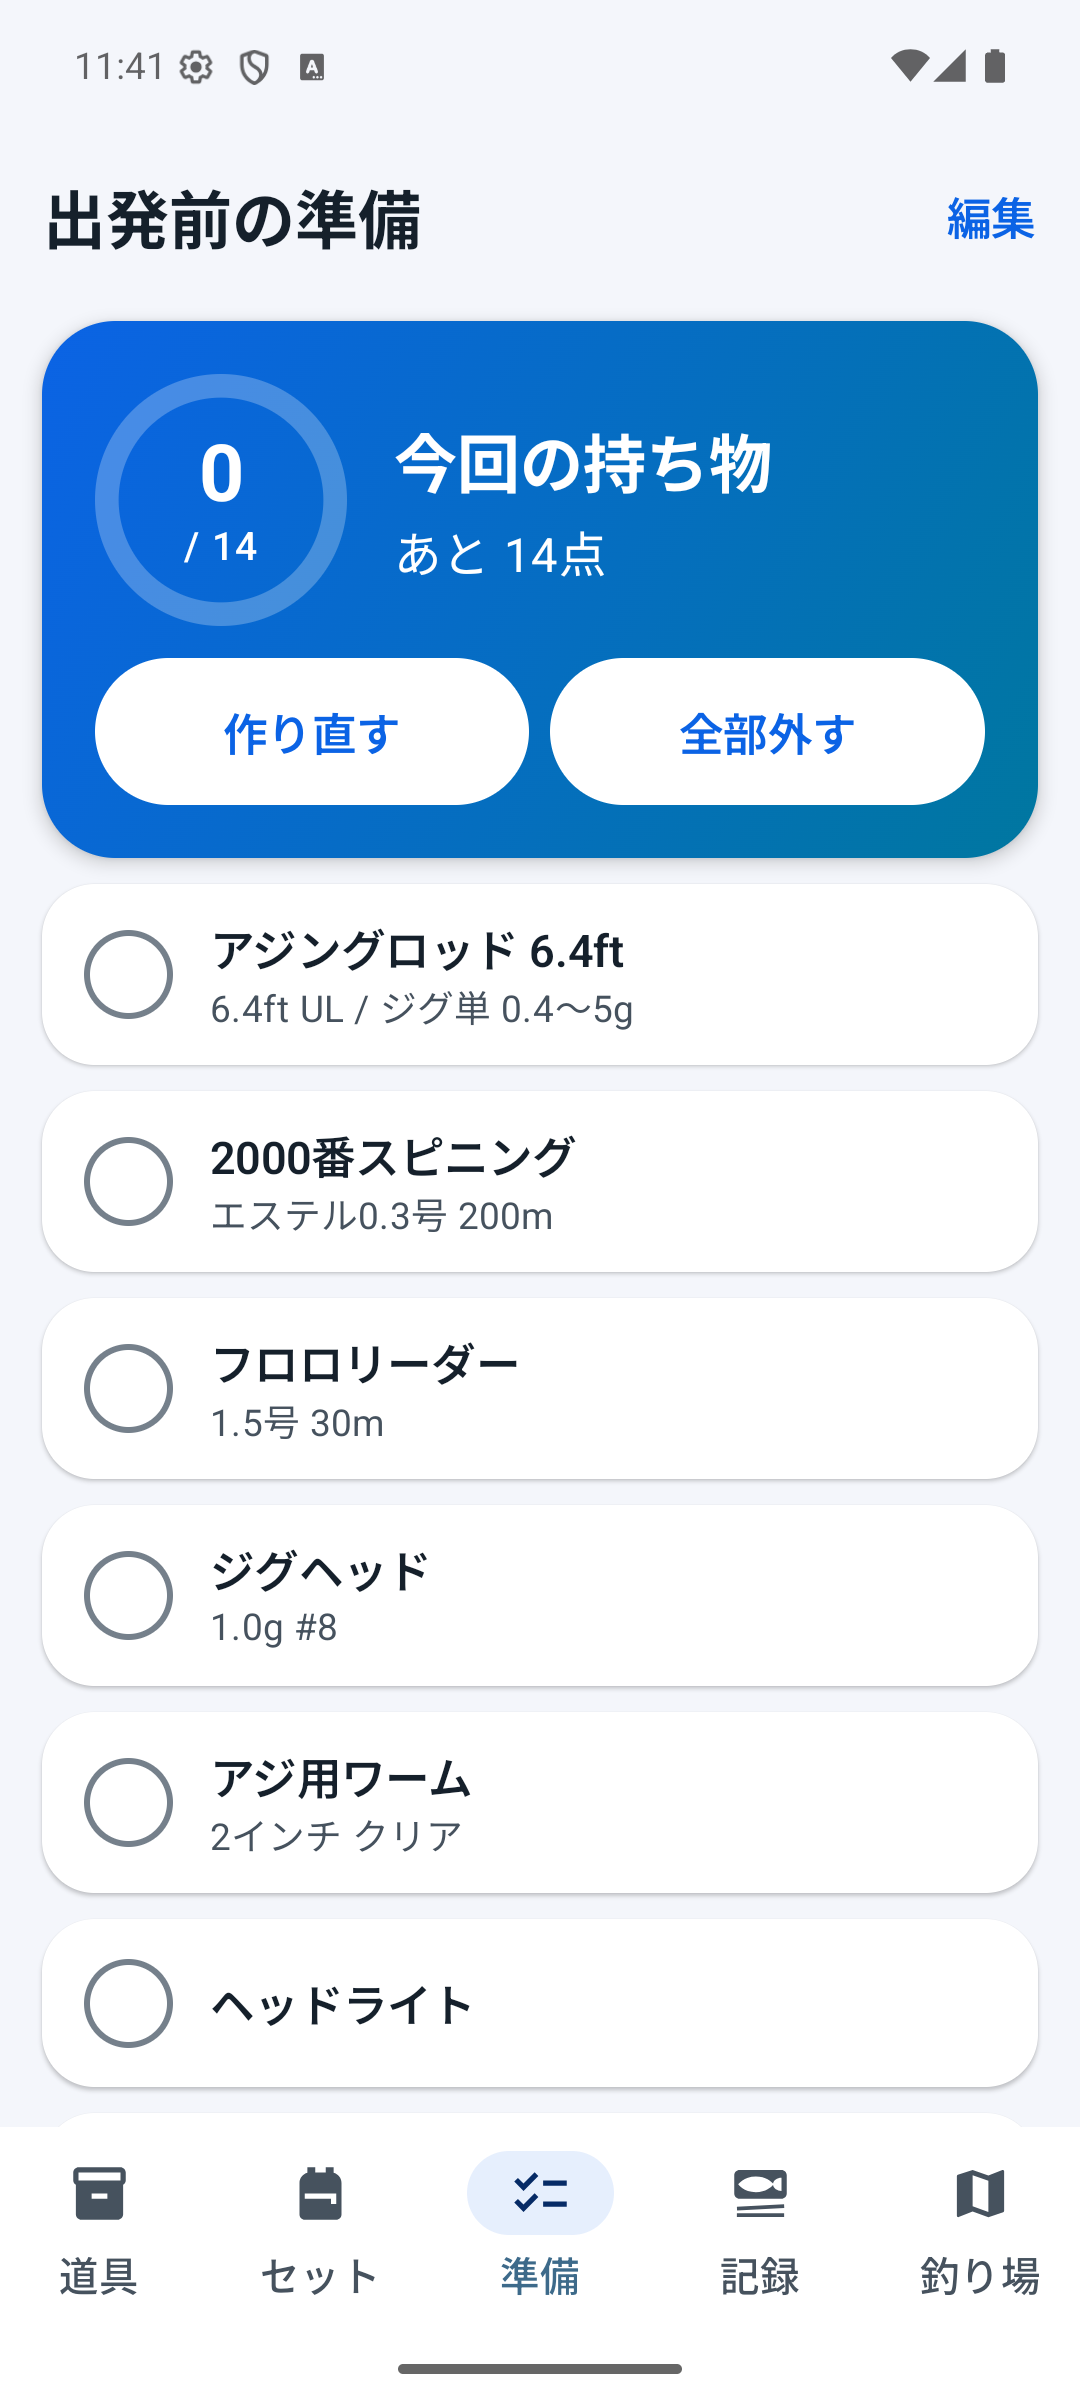 11:41
出発前の準備
編集
0
/ 14
今回の持ち物
あと 14点
作り直す
全部外す
アジングロッド 6.4ft
6.4ft UL / ジグ単 0.4〜5g
2000番スピニング
エステル0.3号 200m
フロロリーダー
1.5号 30m
ジグヘッド
1.0g #8
アジ用ワーム
2インチ クリア
ヘッドライト
道具
セット
準備
記録
釣り場